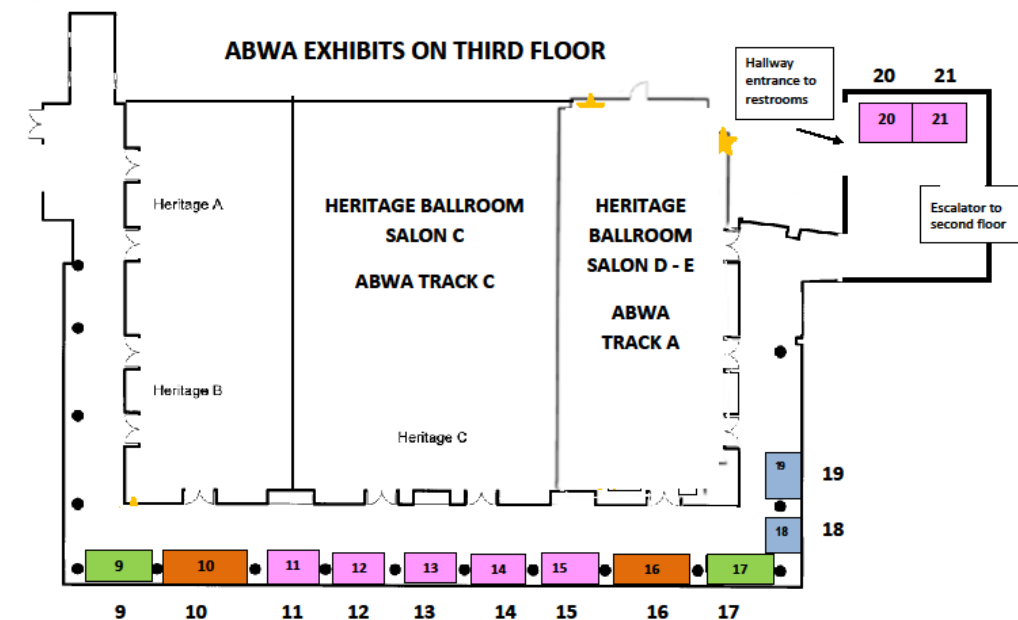 ABWA EXHIBITS ON THIRD FLOOR
Hallway
entrance to
restrooms
20 21
20 21
Heritage A
HERITAGE BALLROOM
SALON C
ABWA TRACK C
HERITAGE
BALLROOM
SALON D - E
ABWA
TRACK A
Escalator to
second floor
Heritage B
Heritage C
19 19
18 18
9 10 11 12 13 14 15 16 17
9 10 11 12 13 14 15 16 17